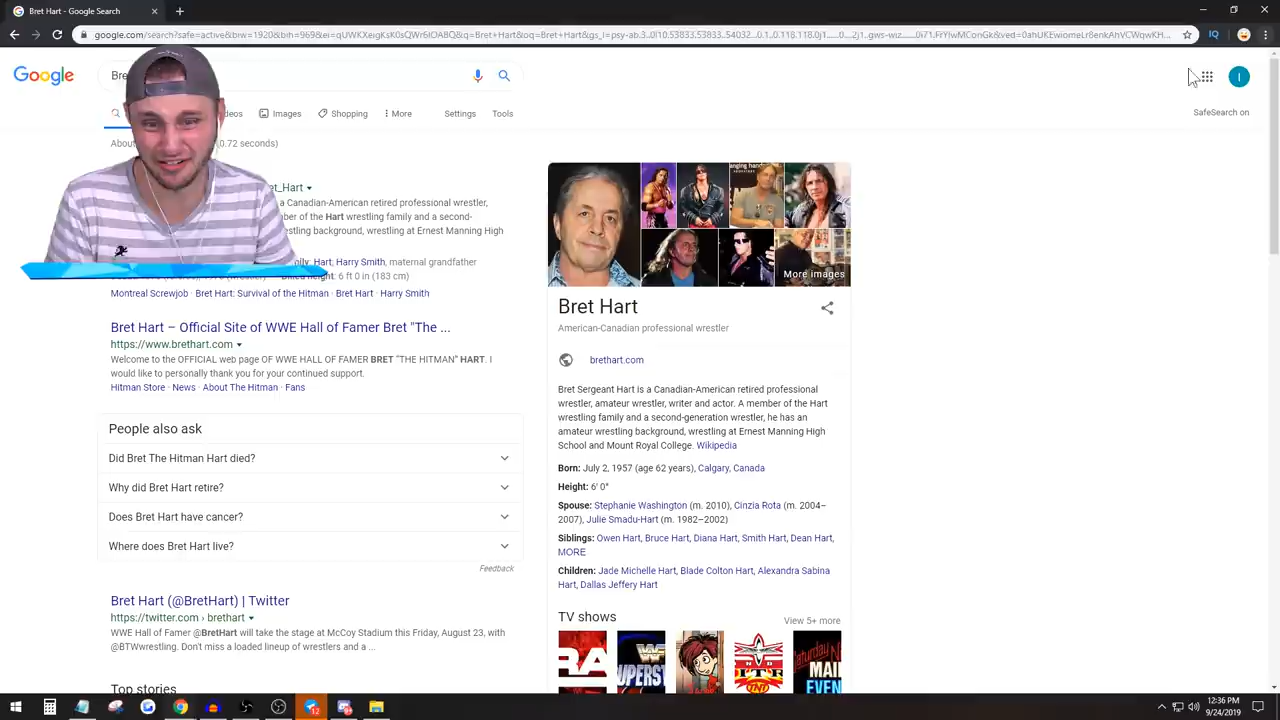 Bret Hart
google.com/search?safe=active&biw=1920&bih=969&ei=
Google
Bre
Images
Shopping
More
Settings
Tools
SafeSearch on
I
IQ
(0.72 seconds)
a Canadian-American retired professional wrestler,
of the Hart wrestling family and a second-
wrestling at Ernest Manning High
Hart; Harry Smith, maternal grandfather
height: 6 ft 0 in (183 cm)
Montreal Screwjob · Bret Hart: Survival of the Hitman · Bret Hart · Harry Smith
Bret Hart – Official Site of WWE Hall of Famer Bret "The ...
https://www.brethart.com
Welcome to the OFFICIAL web page OF WWE HALL OF FAMER BRET "THE HITMAN" HART. I
would like to personally thank you for your continued support.
Hitman Store · News · About The Hitman · Fans
People also ask
Did Bret The Hitman Hart died?
Why did Bret Hart retire?
Does Bret Hart have cancer?
Where does Bret Hart live?
Feedback
Bret Hart (@BretHart) | Twitter
https://twitter.com › brethart
WWE Hall of Famer @BretHart will take the stage at McCoy Stadium this Friday, August 23, with
@BTWwrestling. Don't miss a loaded lineup of wrestlers and a ...
Top stories
More images
Bret Hart
American-Canadian professional wrestler
brethart.com
Bret Sergeant Hart is a Canadian-American retired professional
wrestler, amateur wrestler, writer and actor. A member of the Hart
wrestling family and a second-generation wrestler, he has an
amateur wrestling background, wrestling at Ernest Manning High
School and Mount Royal College. Wikipedia
Born: July 2, 1957 (age 62 years), Calgary, Canada
Height: 6′ 0″
Spouse: Stephanie Washington (m. 2010), Cinzia Rota (m. 2004–
2007), Julie Smadu-Hart (m. 1982–2002)
Siblings: Owen Hart, Bruce Hart, Diana Hart, Smith Hart, Dean Hart,
MORE
Children: Jade Michelle Hart, Blade Colton Hart, Alexandra Sabina
Hart, Dallas Jeffery Hart
TV shows
View 5+ more
12:36 PM
9/24/2019